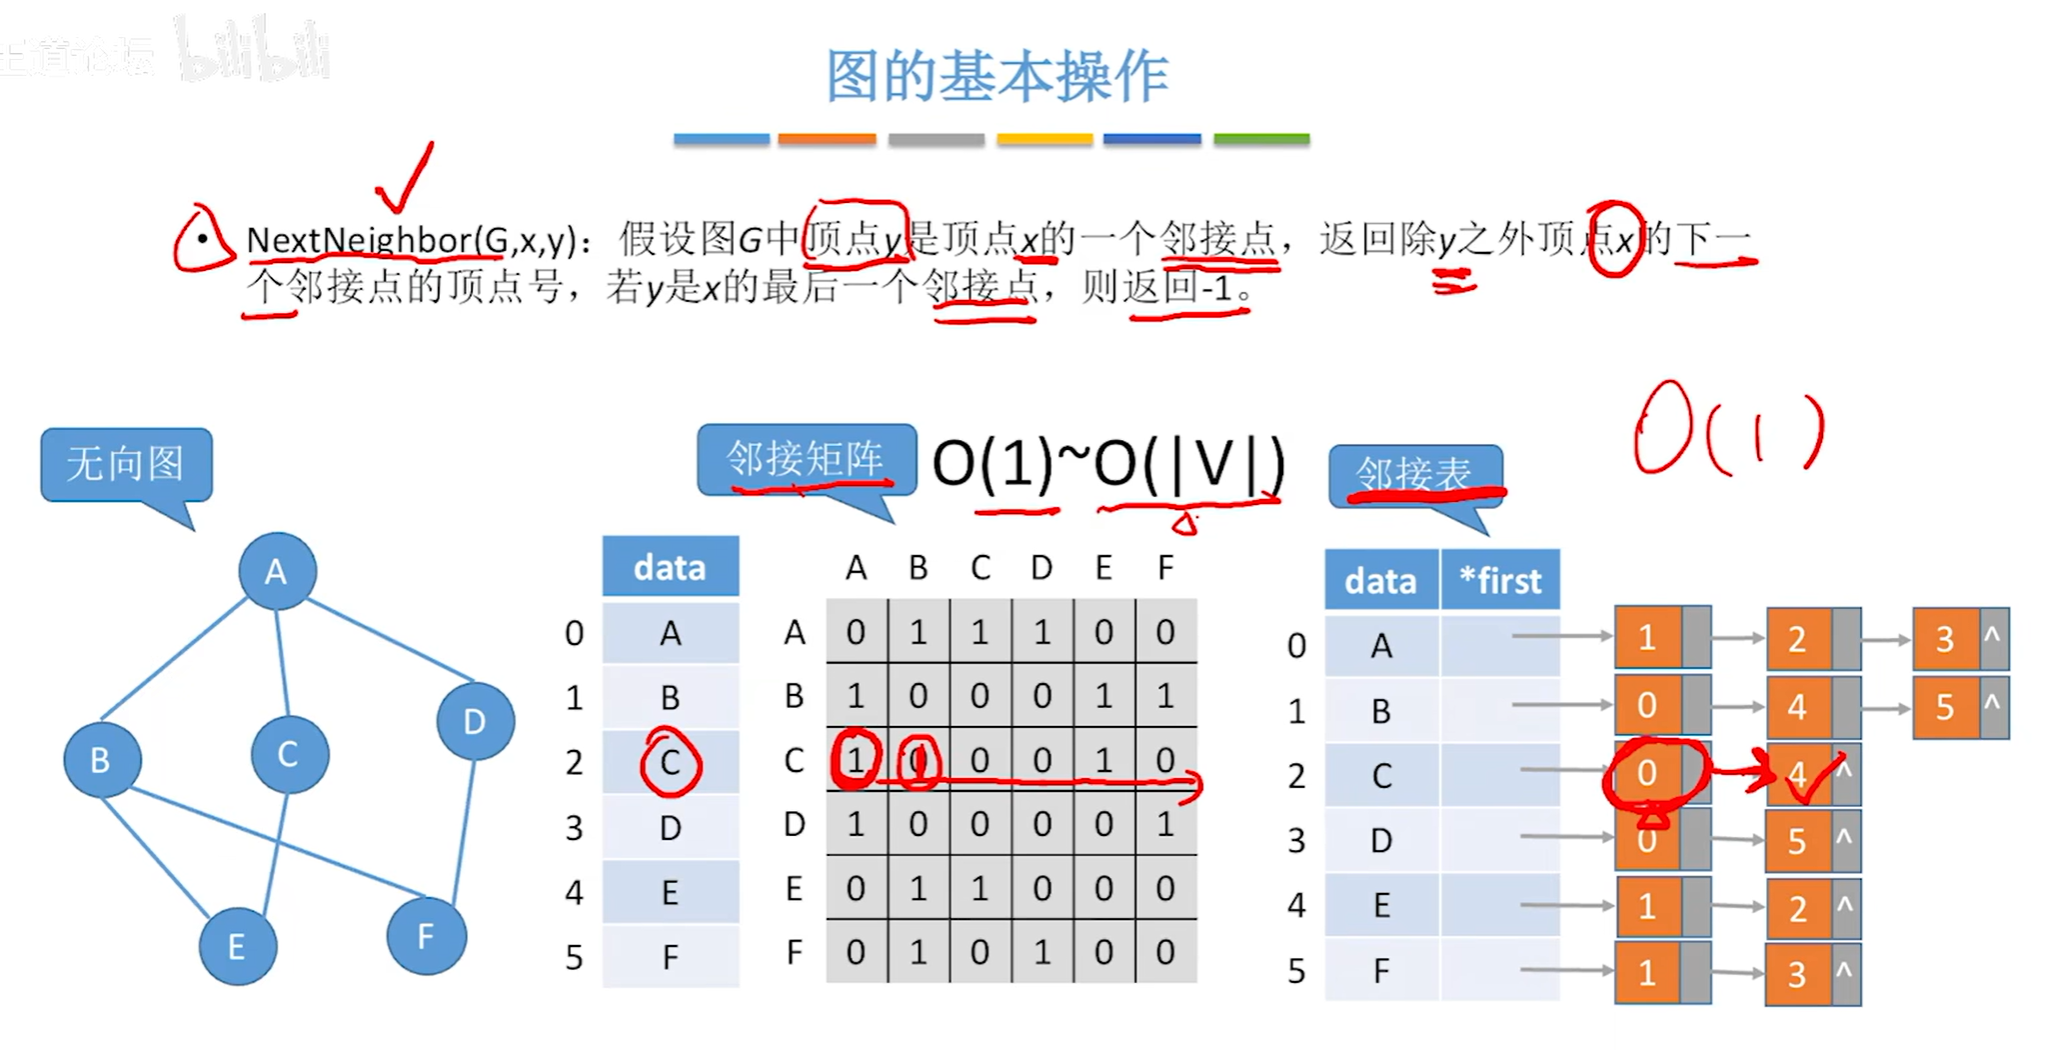 王道论坛 bilibili
图的基本操作
• NextNeighbor(G,x,y)：假设图G中顶点y是顶点x的一个邻接点，返回除y之外顶点x的下一
个邻接点的顶点号，若y是x的最后一个邻接点，则返回-1。
O(1)
无向图
邻接矩阵 O(1)~O(|V|)
邻接表
A
B
C
D
E
F
data
0 A
1 B
2 C
3 D
4 E
5 F
A B C D E F
A 0 1 1 1 0 0
B 1 0 0 0 1 1
C 1 0 0 0 1 0
D 1 0 0 0 0 1
E 0 1 1 0 0 0
F 0 1 0 1 0 0
data *first
0 A 1 2 3 ^
1 B 0 4 5 ^
2 C 0 4 ^
3 D 0 5 ^
4 E 1 2 ^
5 F 1 3 ^